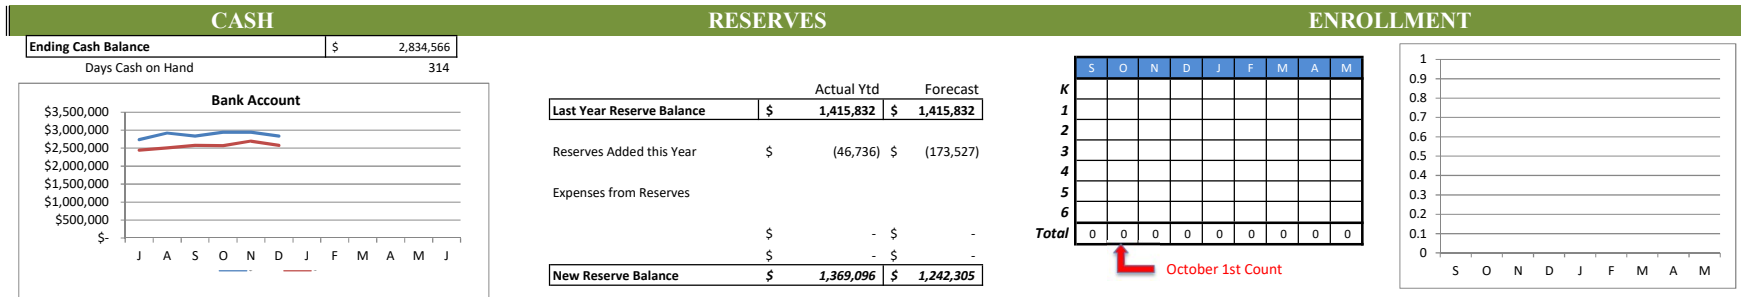 CASH
RESERVES
ENROLLMENT
Ending Cash Balance $ 2,834,566
Days Cash on Hand 314
Bank Account
$3,500,000
$3,000,000
$2,500,000
$2,000,000
$1,500,000
$1,000,000
$500,000
$-
J A S O N D J F M A M J
Actual Ytd Forecast
Last Year Reserve Balance $ 1,415,832 $ 1,415,832
Reserves Added this Year $ (46,736) $ (173,527)
Expenses from Reserves
$ - $ -
$ - $ -
New Reserve Balance $ 1,369,096 $ 1,242,305
S O N D J F M A M
K
1
2
3
4
5
6
Total 0 0 0 0 0 0 0 0 0
October 1st Count
1
0.9
0.8
0.7
0.6
0.5
0.4
0.3
0.2
0.1
0
S O N D J F M A M